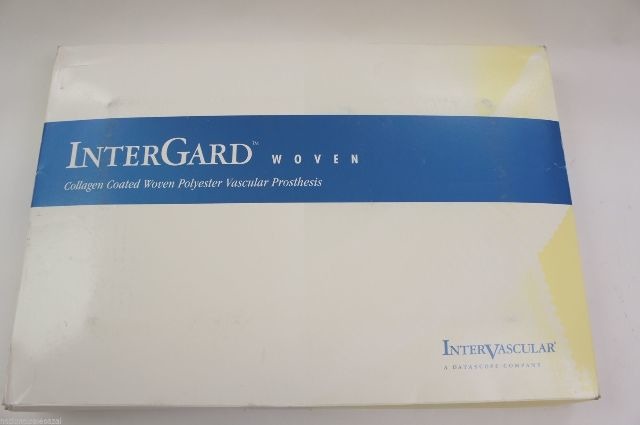 INTERGARD™ WOVEN
Collagen Coated Woven Polyester Vascular Prosthesis
INTERVASCULAR®
A DATASCOPE COMPANY